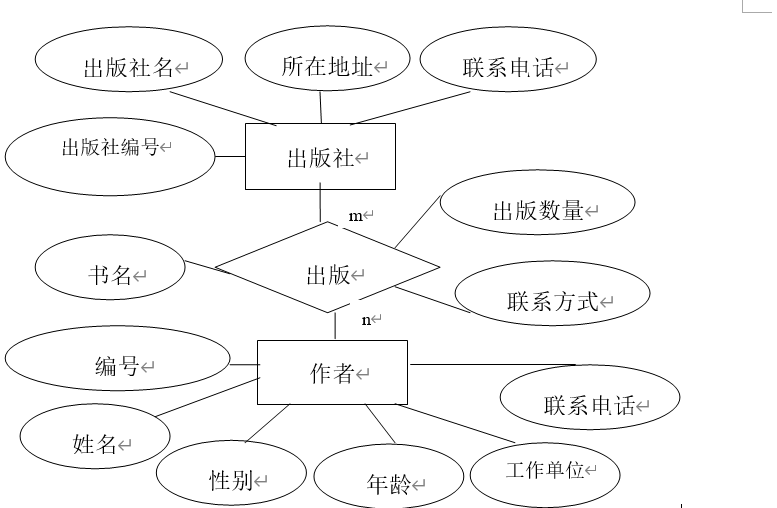 出版社名
所在地址
联系电话
出版社编号
出版社
m
出版数量
书名
出版
联系方式
n
编号
作者
联系电话
姓名
性别
年龄
工作单位